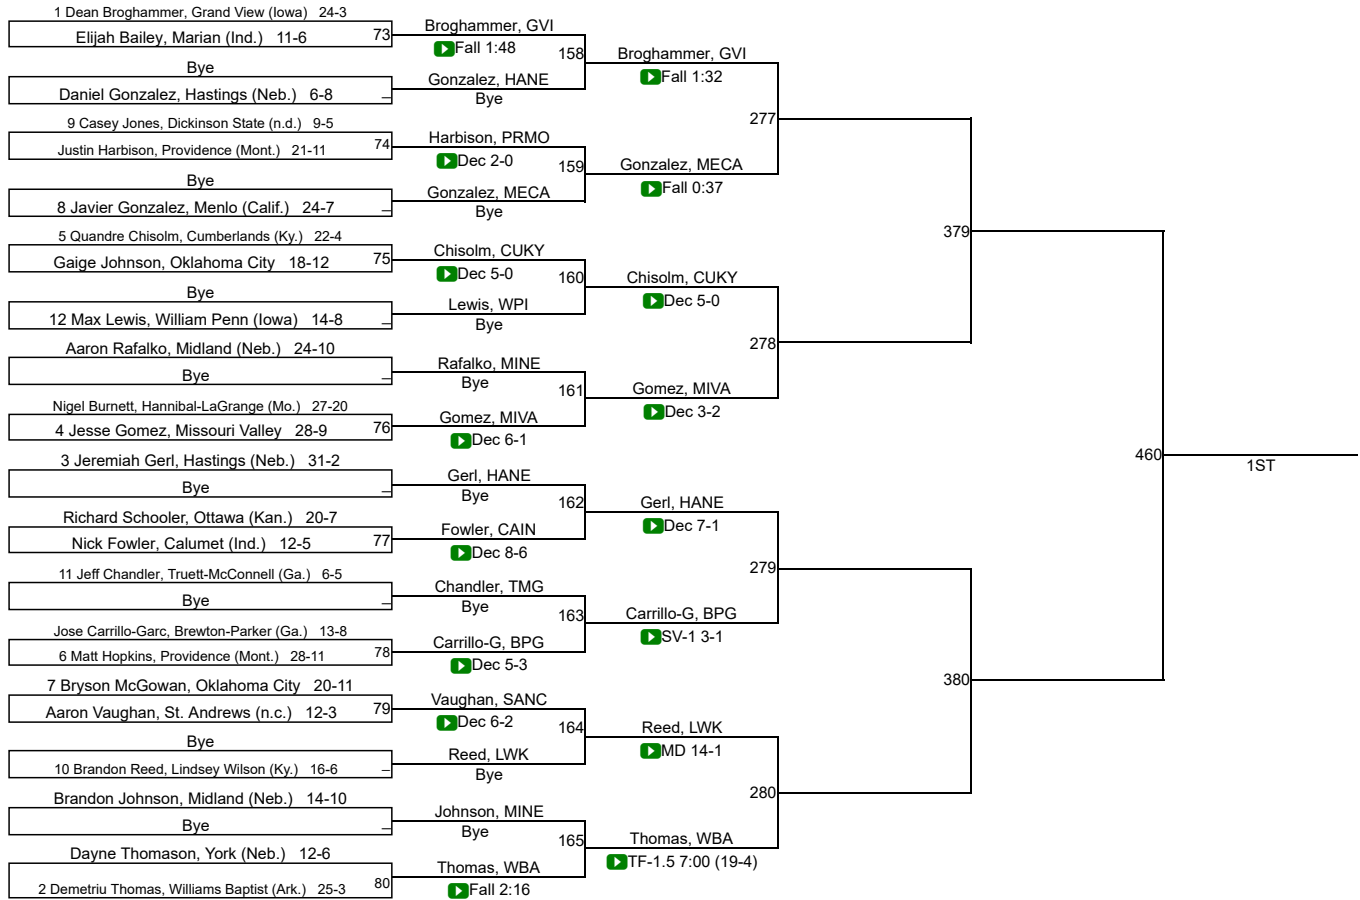 1 Dean Broghammer, Grand View (Iowa) 24-3
Elijah Bailey, Marian (Ind.) 11-6
73
Bye
Daniel Gonzalez, Hastings (Neb.) 6-8
_
9 Casey Jones, Dickinson State (n.d.) 9-5
Justin Harbison, Providence (Mont.) 21-11
74
Bye
8 Javier Gonzalez, Menlo (Calif.) 24-7
_
5 Quandre Chisolm, Cumberlands (Ky.) 22-4
Gaige Johnson, Oklahoma City 18-12
75
Bye
12 Max Lewis, William Penn (Iowa) 14-8
_
Aaron Rafalko, Midland (Neb.) 24-10
Bye
_
Nigel Burnett, Hannibal-LaGrange (Mo.) 27-20
4 Jesse Gomez, Missouri Valley 28-9
76
3 Jeremiah Gerl, Hastings (Neb.) 31-2
Bye
_
Richard Schooler, Ottawa (Kan.) 20-7
Nick Fowler, Calumet (Ind.) 12-5
77
11 Jeff Chandler, Truett-McConnell (Ga.) 6-5
Bye
_
Jose Carrillo-Garc, Brewton-Parker (Ga.) 13-8
6 Matt Hopkins, Providence (Mont.) 28-11
78
7 Bryson McGowan, Oklahoma City 20-11
Aaron Vaughan, St. Andrews (n.c.) 12-3
79
Bye
10 Brandon Reed, Lindsey Wilson (Ky.) 16-6
_
Brandon Johnson, Midland (Neb.) 14-10
Bye
_
Dayne Thomason, York (Neb.) 12-6
2 Demetriu Thomas, Williams Baptist (Ark.) 25-3
80
Broghammer, GVI
Fall 1:48
158
Gonzalez, HANE
Bye
Harbison, PRMO
Dec 2-0
159
Gonzalez, MECA
Bye
Chisolm, CUKY
Dec 5-0
160
Lewis, WPI
Bye
Rafalko, MINE
Bye
161
Gomez, MIVA
Dec 6-1
Gerl, HANE
Bye
162
Fowler, CAIN
Dec 8-6
Chandler, TMG
Bye
163
Carrillo-G, BPG
Dec 5-3
Vaughan, SANC
Dec 6-2
164
Reed, LWK
Bye
Johnson, MINE
Bye
165
Thomas, WBA
Fall 2:16
Broghammer, GVI
Fall 1:32
277
Gonzalez, MECA
Fall 0:37
Chisolm, CUKY
Dec 5-0
278
Gomez, MIVA
Dec 3-2
Gerl, HANE
Dec 7-1
279
Carrillo-G, BPG
SV-1 3-1
Reed, LWK
MD 14-1
280
Thomas, WBA
TF-1.5 7:00 (19-4)
379
380
460
1ST